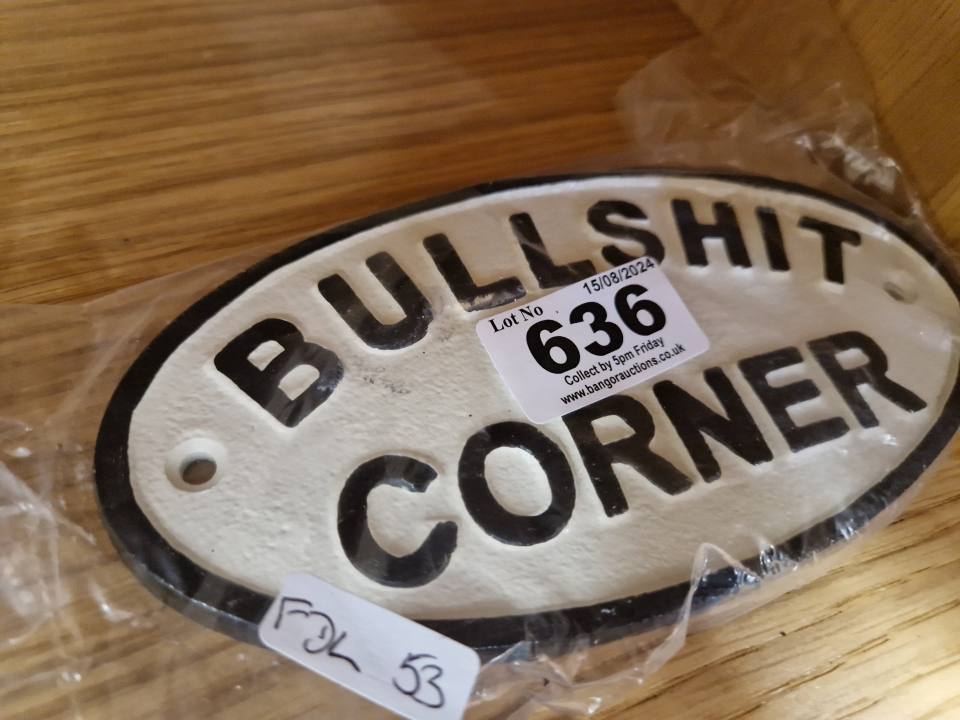 BULLSHIT
15/08/2024
Lot No
636
Collect by 5pm Friday
www.bangorauctions.co.uk
CORNER
FDL 53